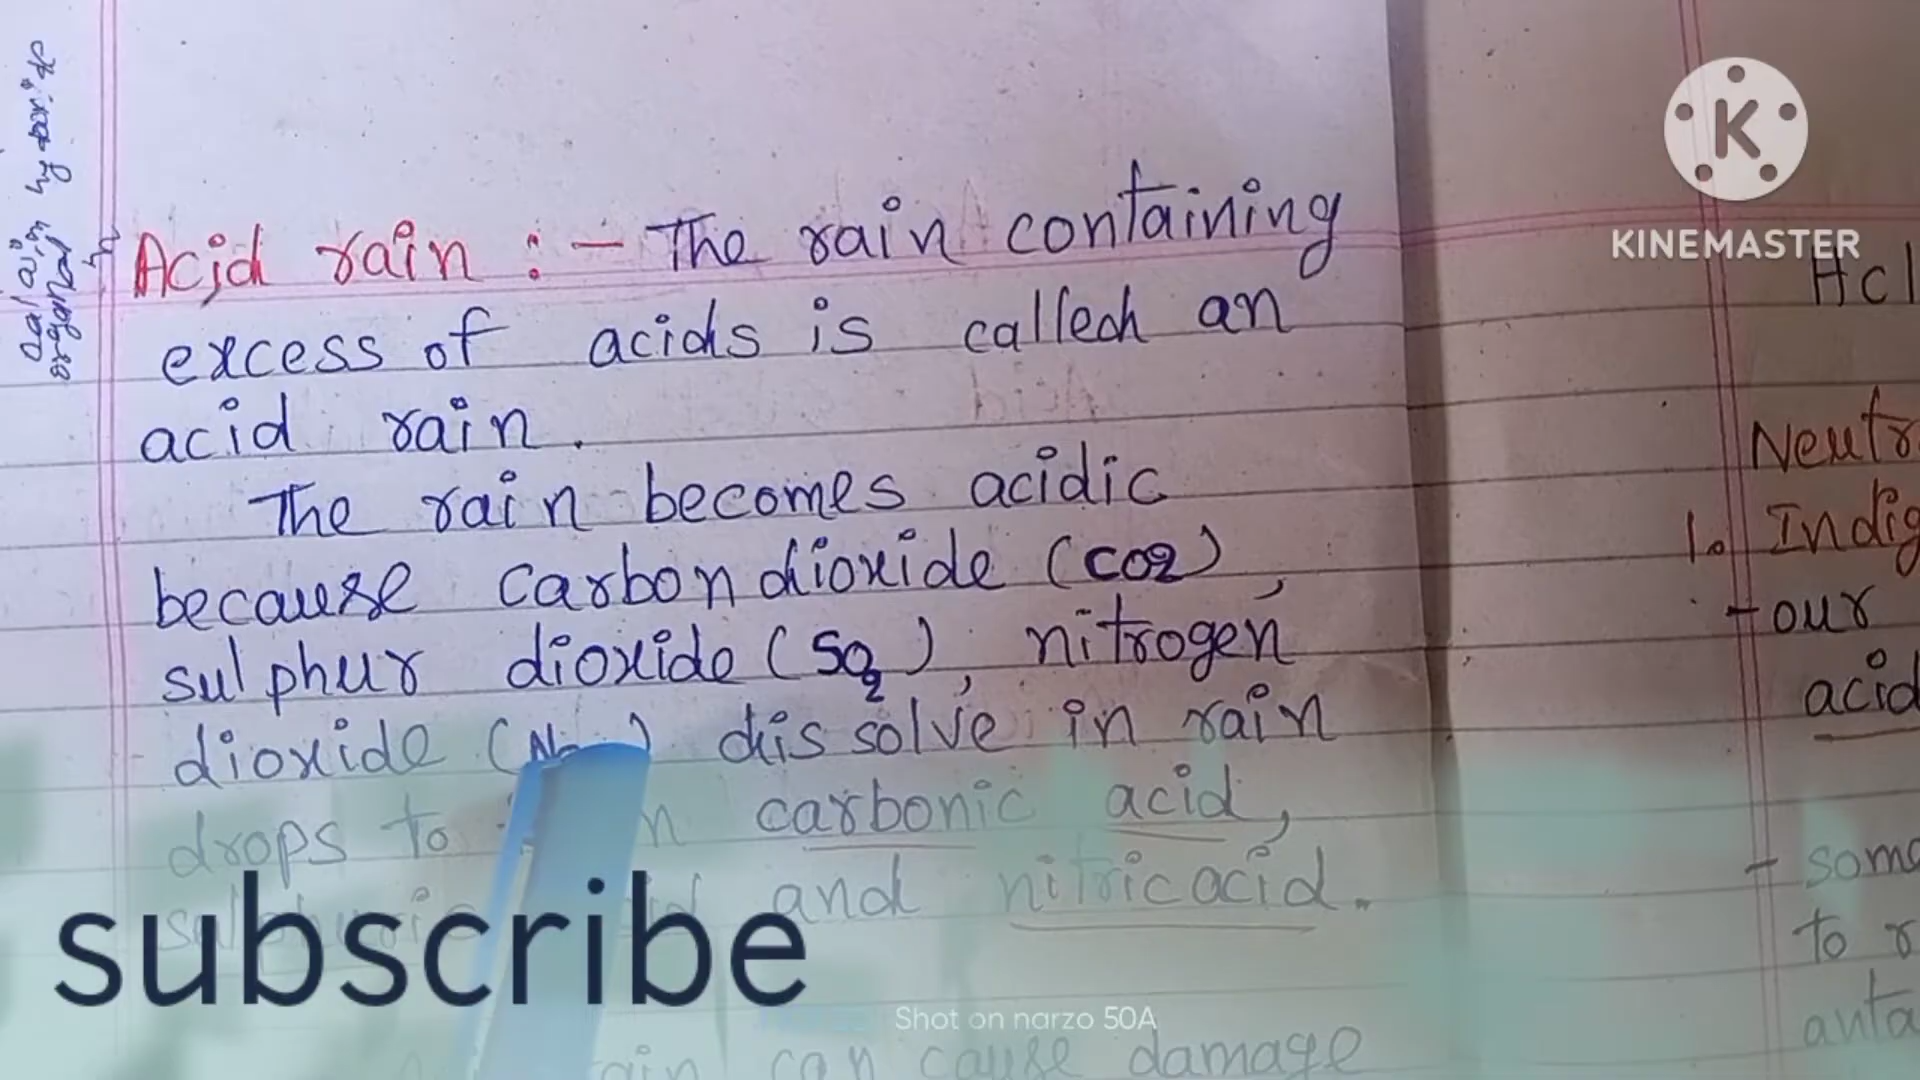 Acid rain :- The rain containing
excess of acids is called an
acid rain.
The rain becomes acidic
because carbon dioxide (CO2),
sulphur dioxide (SO2), nitrogen
dioxide ( ) dissolve in rain
drops to carbonic acid,
and nitric acid.
can cause damage
KINEMASTER
Hcl
Neutr
1. Indig
- our
acid
- some
to r
anta
subscribe
Shot on narzo 50A